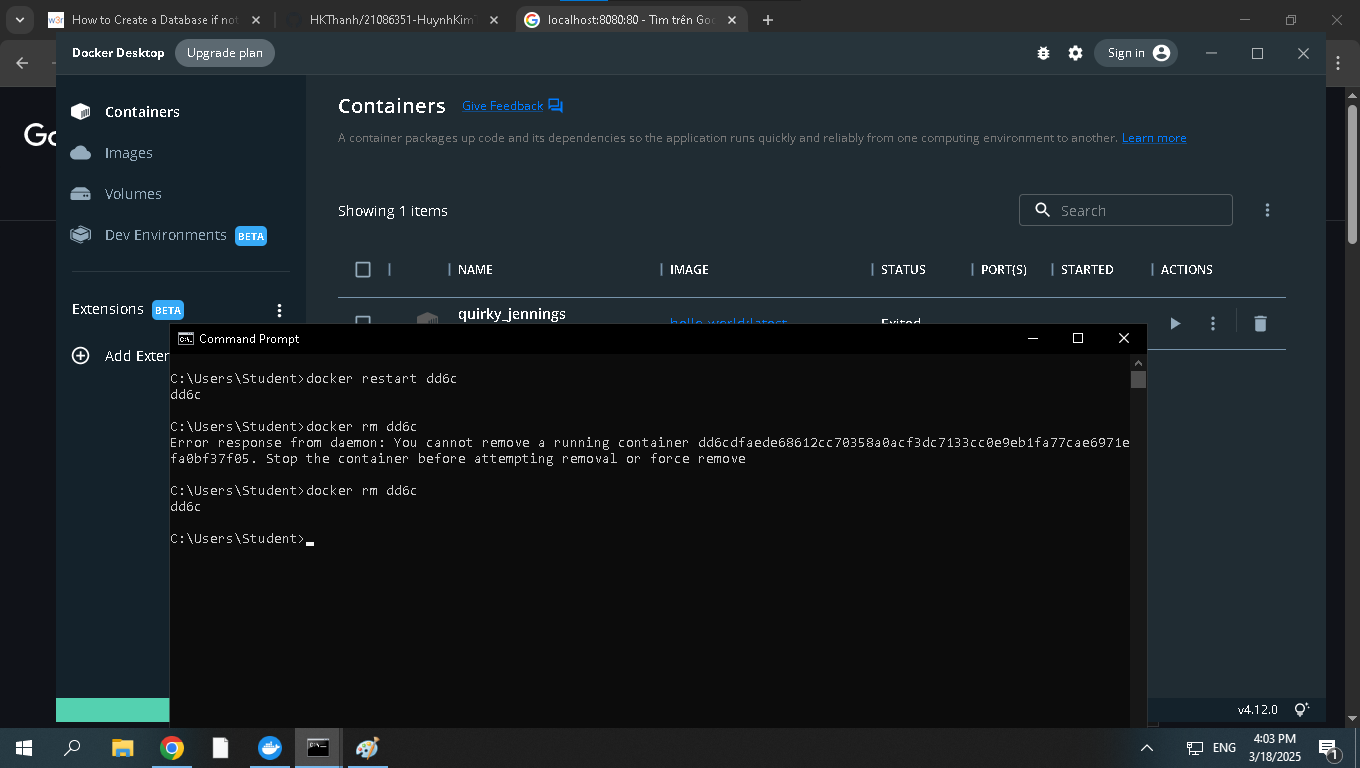 How to Create a Database if not
HKThanh/21086351-HuynhKimT
localhost:8080:80 - Tìm trên Goo
Docker Desktop
Upgrade plan
Sign in
Containers
Images
Volumes
Dev Environments BETA
Extensions BETA
Add Exter
Containers Give Feedback
A container packages up code and its dependencies so the application runs quickly and reliably from one computing environment to another. Learn more
Showing 1 items
Search
NAME IMAGE STATUS PORT(S) STARTED ACTIONS
quirky_jennings
hello-world:latest Exited
Command Prompt
C:\Users\Student>docker restart dd6c
dd6c
C:\Users\Student>docker rm dd6c
Error response from daemon: You cannot remove a running container dd6cdfaede68612cc70358a0acf3dc7133cc0e9eb1fa77cae6971e
fa0bf37f05. Stop the container before attempting removal or force remove
C:\Users\Student>docker rm dd6c
dd6c
C:\Users\Student>
v4.12.0
ENG
4:03 PM
3/18/2025
1